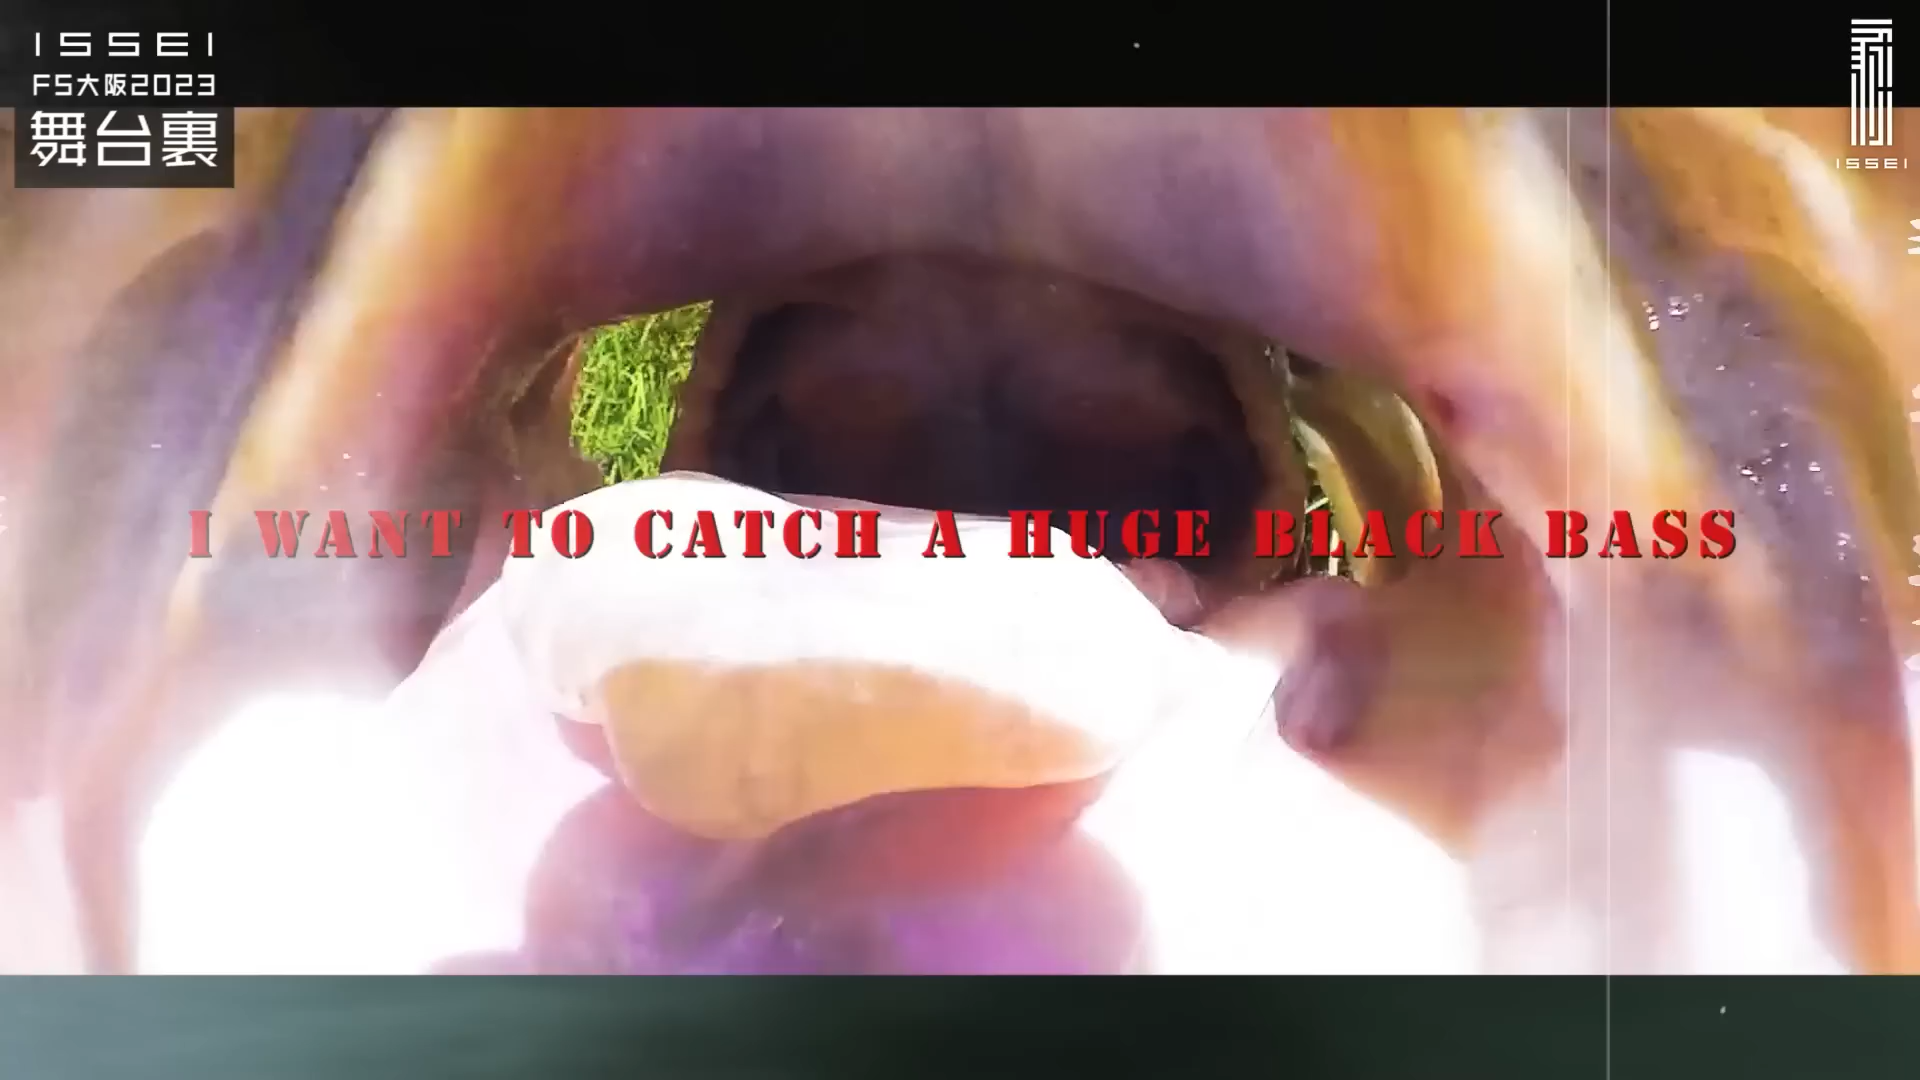 ISSEI
FS大阪2023
舞台裏
ISSEI
I WANT TO CATCH A HUGE BLACK BASS